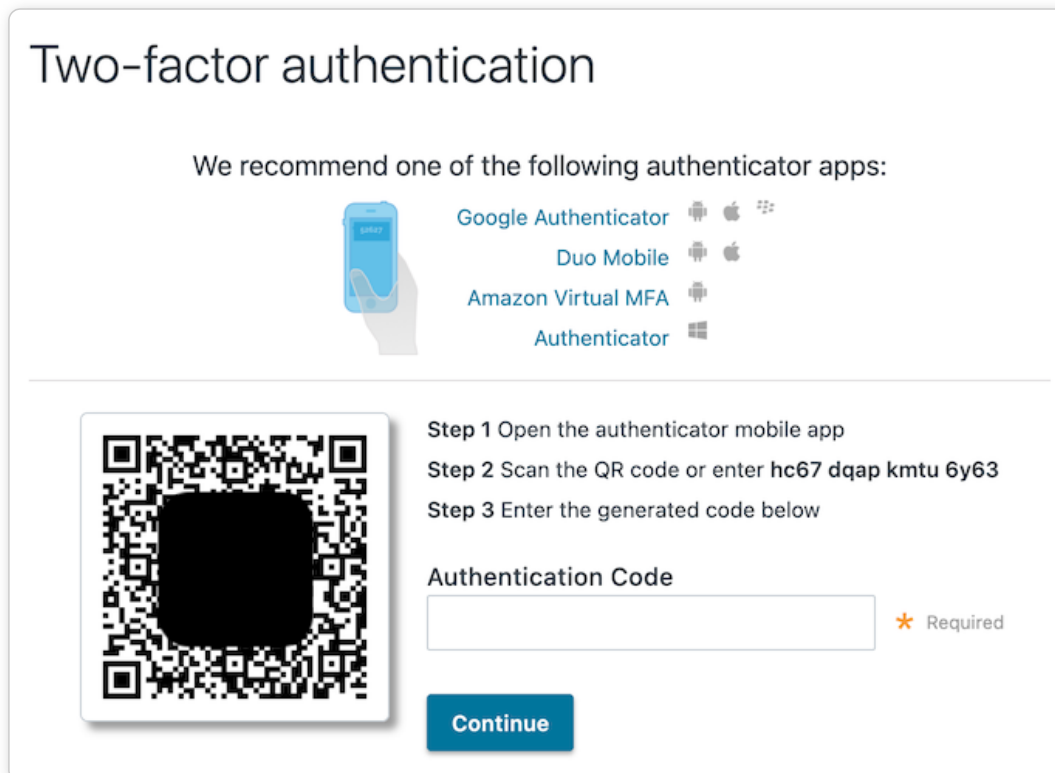 Two-factor authentication
We recommend one of the following authenticator apps:
Google Authenticator
Duo Mobile
Amazon Virtual MFA
Authenticator
Step 1 Open the authenticator mobile app
Step 2 Scan the QR code or enter hc67 dqap kmtu 6y63
Step 3 Enter the generated code below
Authentication Code
* Required
Continue